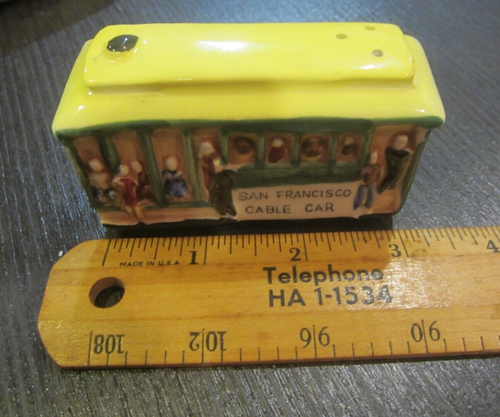 SAN FRANCISCO
CABLE CAR
1 2 3 4
MADE IN U.S.A
Telephone
HA 1-1534
108 102 96 90